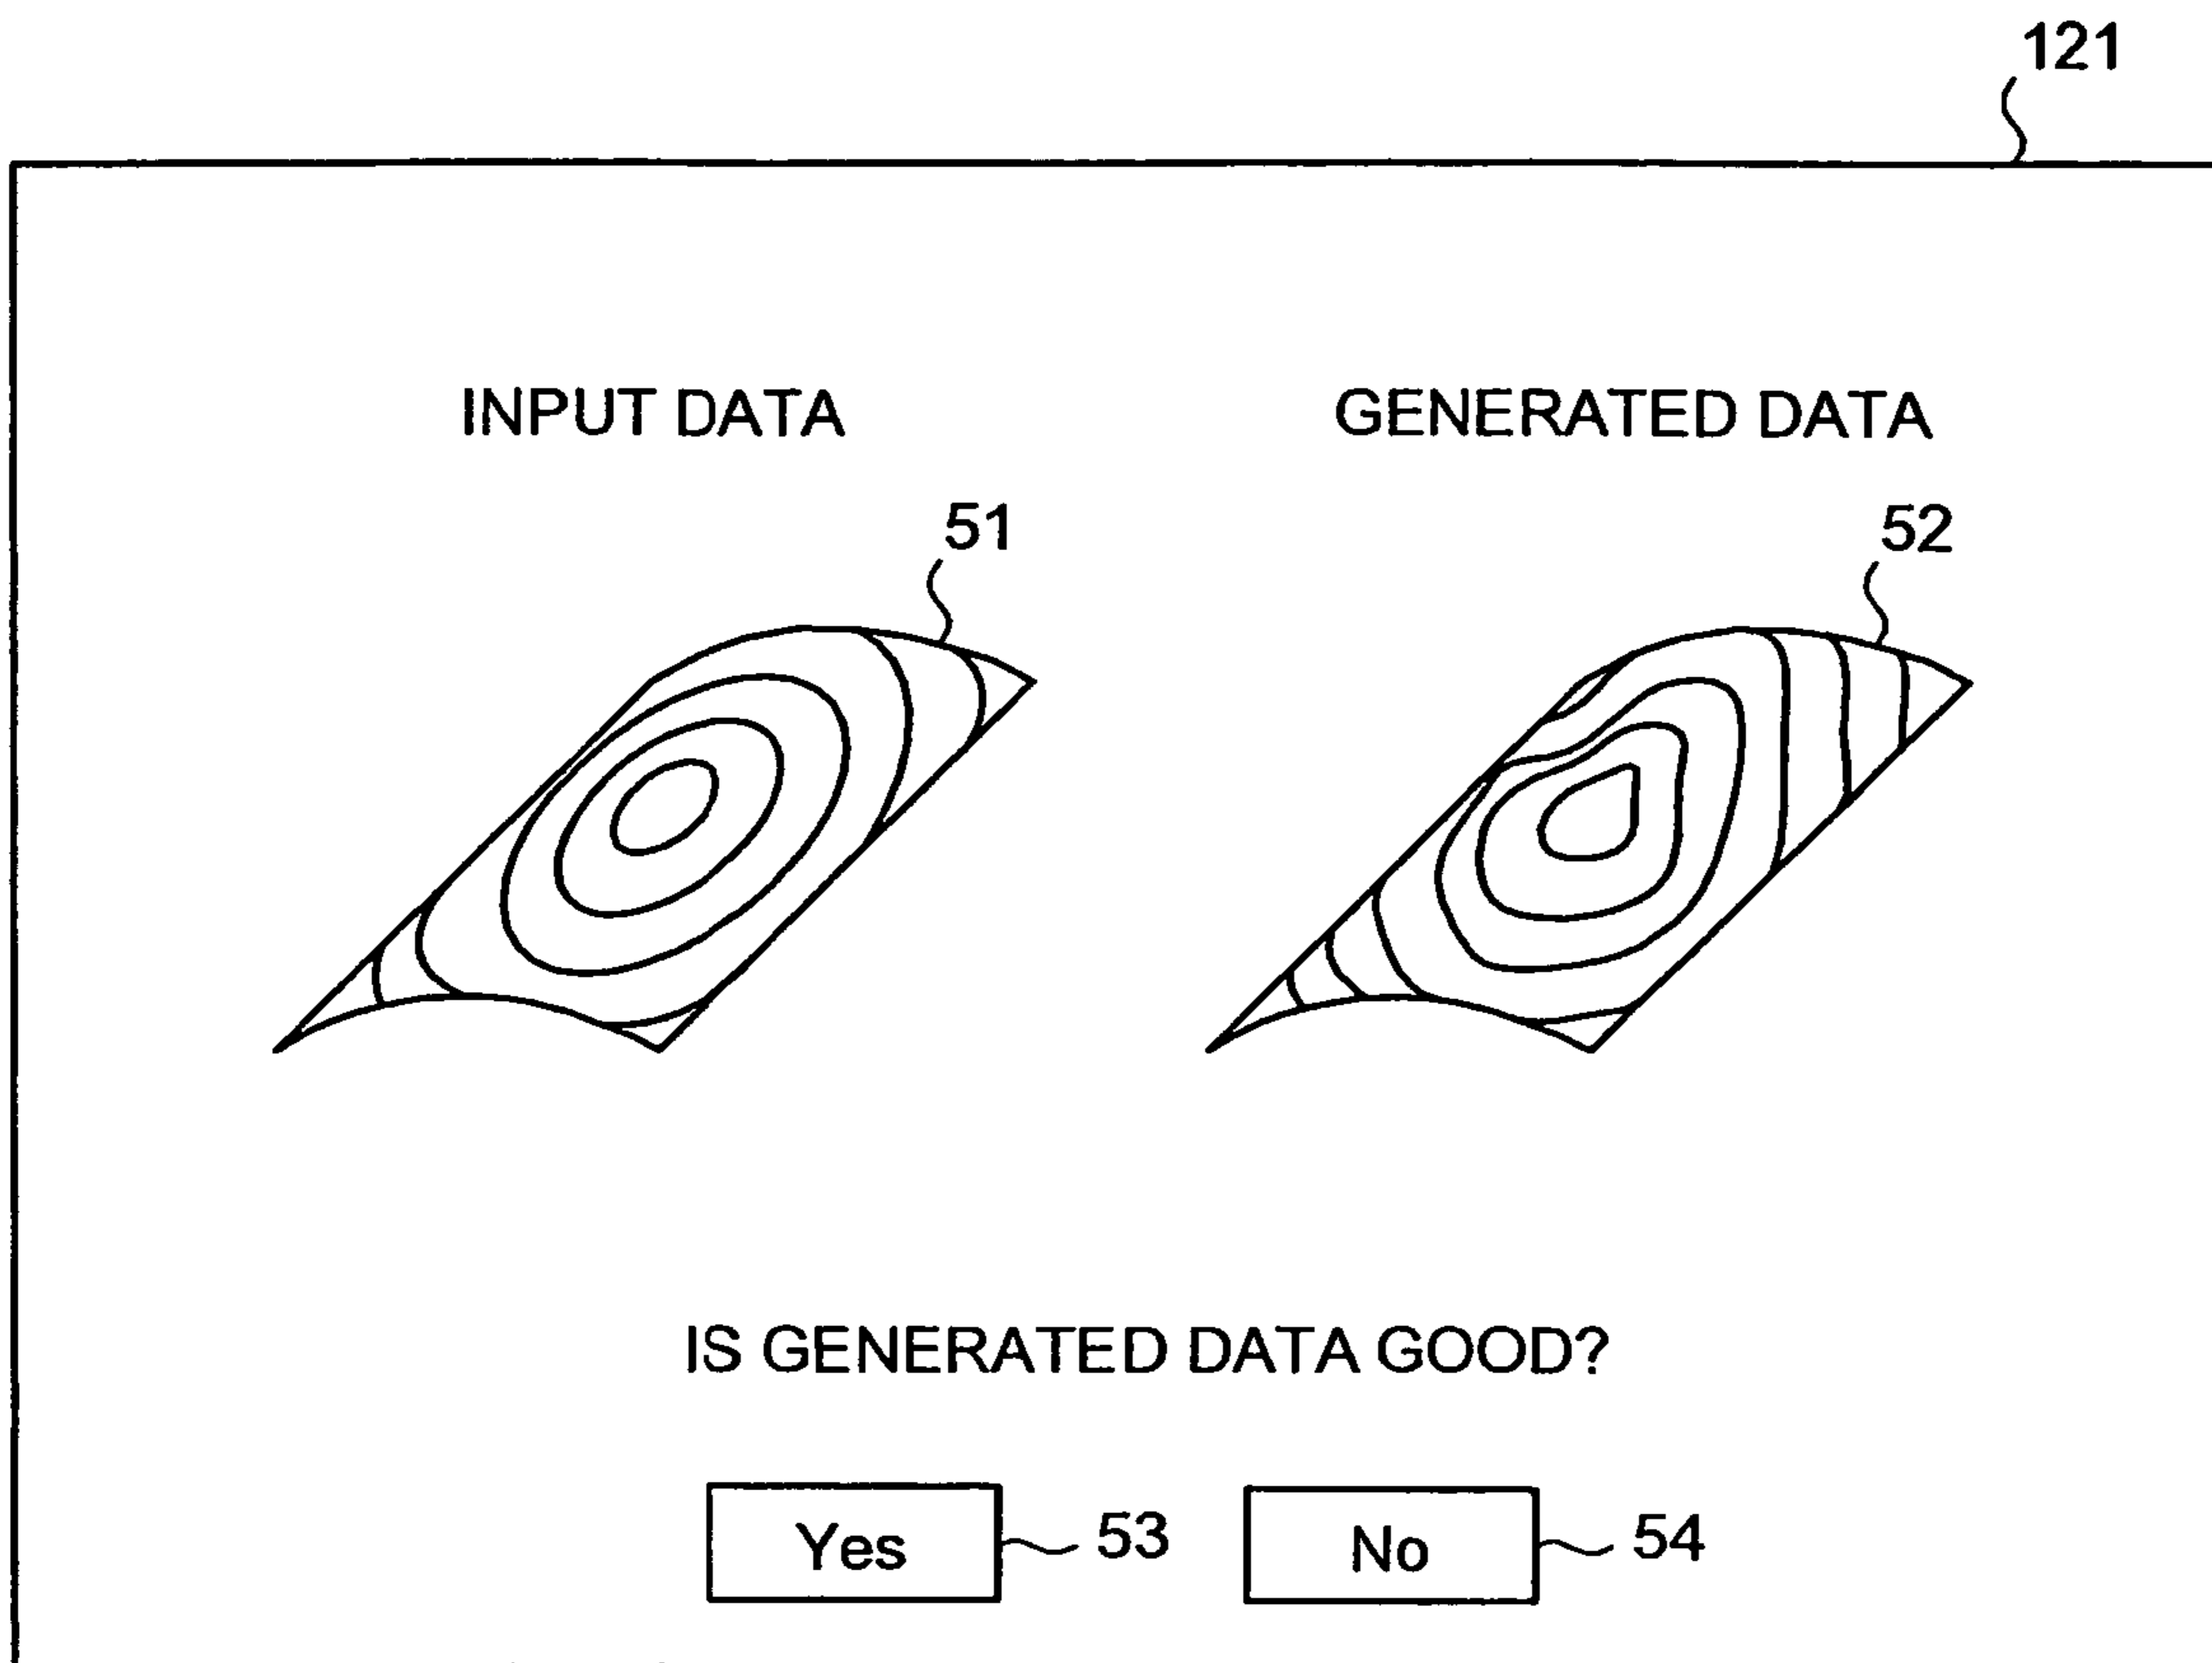 121
INPUT DATA
GENERATED DATA
51
52
IS GENERATED DATA GOOD?
Yes
53
No
54